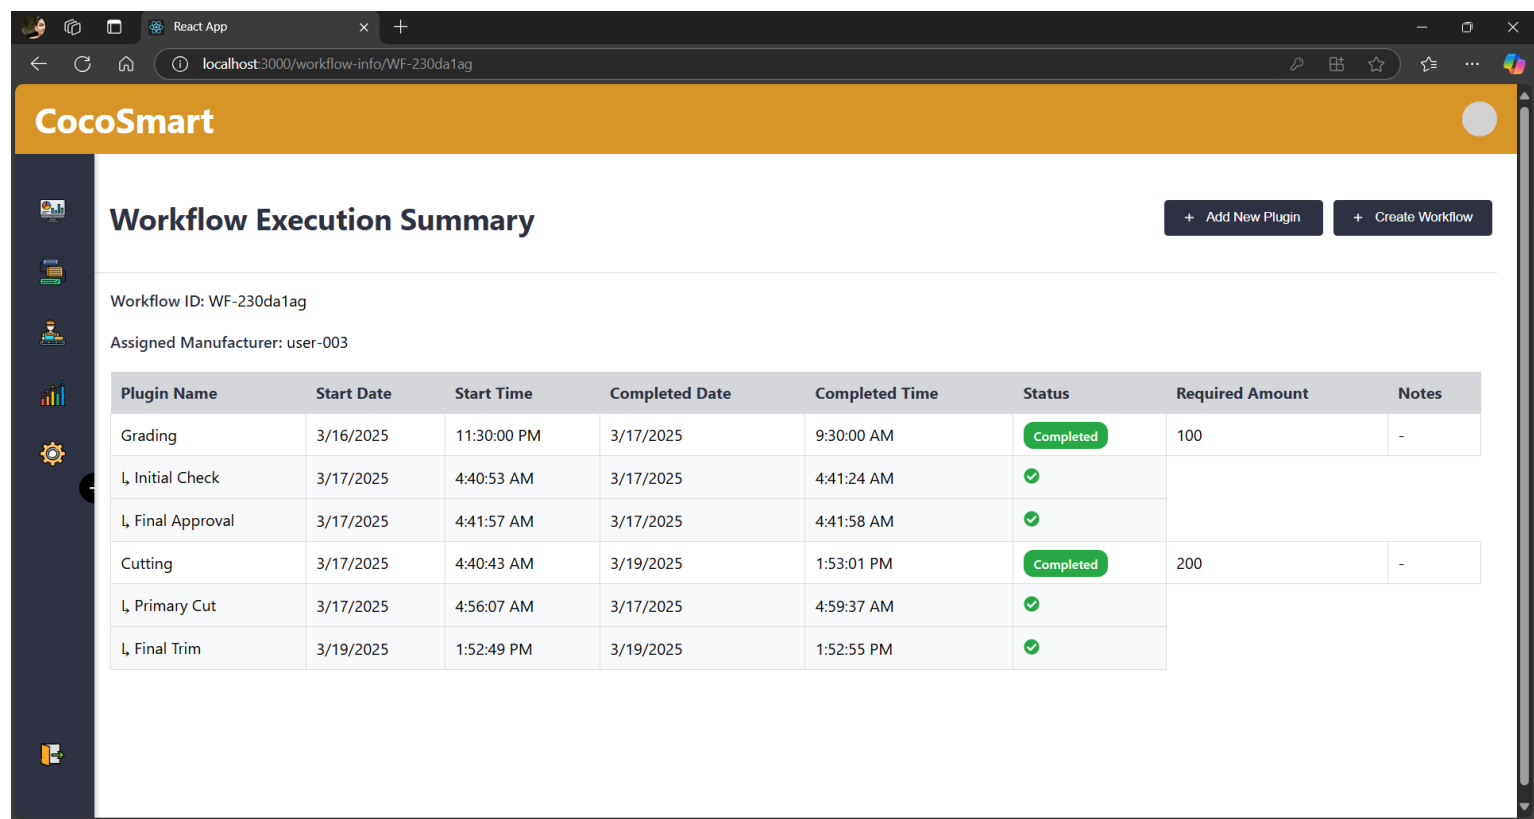 React App
localhost:3000/workflow-info/WF-230da1ag
CocoSmart
Workflow Execution Summary
+ Add New Plugin
+ Create Workflow
Workflow ID: WF-230da1ag
Assigned Manufacturer: user-003
Plugin Name Start Date Start Time Completed Date Completed Time Status Required Amount Notes
Grading 3/16/2025 11:30:00 PM 3/17/2025 9:30:00 AM Completed 100 -
↳ Initial Check 3/17/2025 4:40:53 AM 3/17/2025 4:41:24 AM
↳ Final Approval 3/17/2025 4:41:57 AM 3/17/2025 4:41:58 AM
Cutting 3/17/2025 4:40:43 AM 3/19/2025 1:53:01 PM Completed 200 -
↳ Primary Cut 3/17/2025 4:56:07 AM 3/17/2025 4:59:37 AM
↳ Final Trim 3/19/2025 1:52:49 PM 3/19/2025 1:52:55 PM